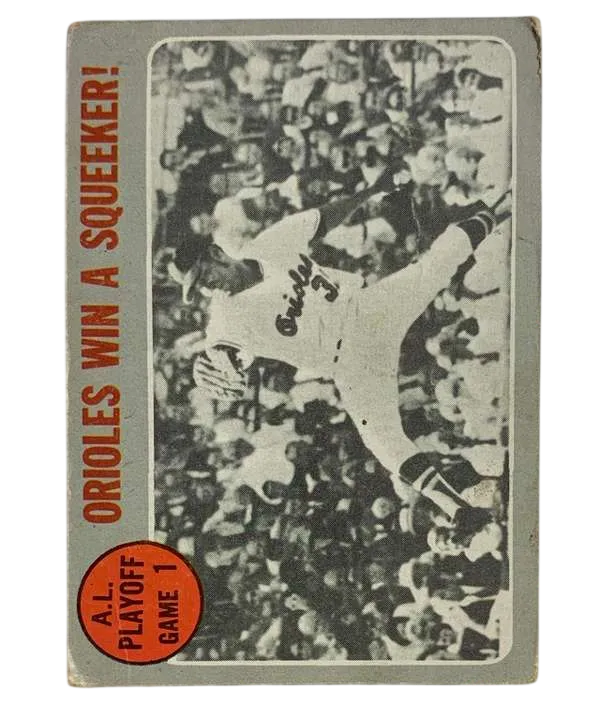 ORIOLES WIN A SQUEEKER!
A.L.
PLAYOFF
GAME 1
Orioles